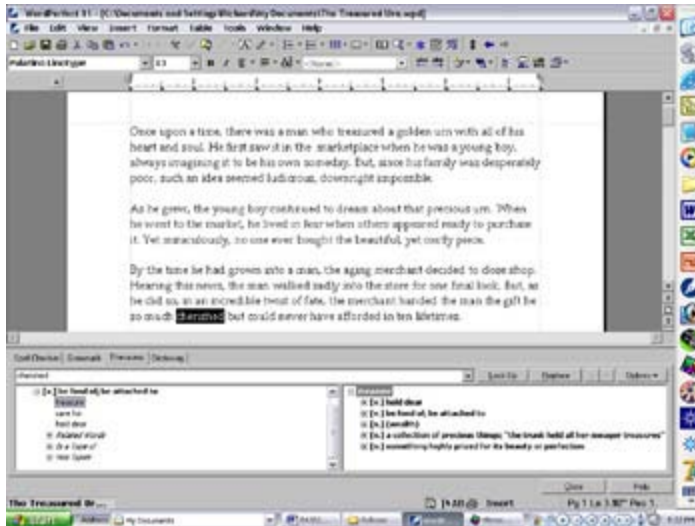 WordPerfect 11 - [C:\Documents and Settings\Richard\My Documents\The Treasured Urn.wpd]
File Edit View Insert Format Table Tools Window Help
Palatino Linotype
Once upon a time, there was a man who treasured a golden urn with all of his
heart and soul. He first saw it in the marketplace when he was a young boy,
always imagining it to be his own someday. But, since his family was desperately
poor, such an idea seemed ludicrous, downright impossible.
As he grew, the young boy continued to dream about that precious urn. When
he went to the market, he lived in fear when others appeared ready to purchase
it. Yet miraculously, no one ever bought the beautiful, yet costly piece.
By the time he had grown into a man, the aging merchant decided to close shop.
Hearing this news, the man walked sadly into the store for one final look. But, as
he did so, in an incredible twist of fate, the merchant handed the man the gift he
so much cherished but could never have afforded in ten lifetimes.
Spell Checker Grammatik Thesaurus Dictionary
cherished
Look Up Replace Options
[v.] be fond of; be attached to
treasure
care for
hold dear
Related Words
Is a Type of
Has Types
treasure
[v.] hold dear
[v.] be fond of; be attached to
[n.] (wealth)
[n.] a collection of precious things; "the trunk held all her meager treasures"
[n.] something highly prized for its beauty or perfection
Close Help
The Treasured Ur...
Insert
Pg 1 Ln 3.92" Pos 1
start
My Documents